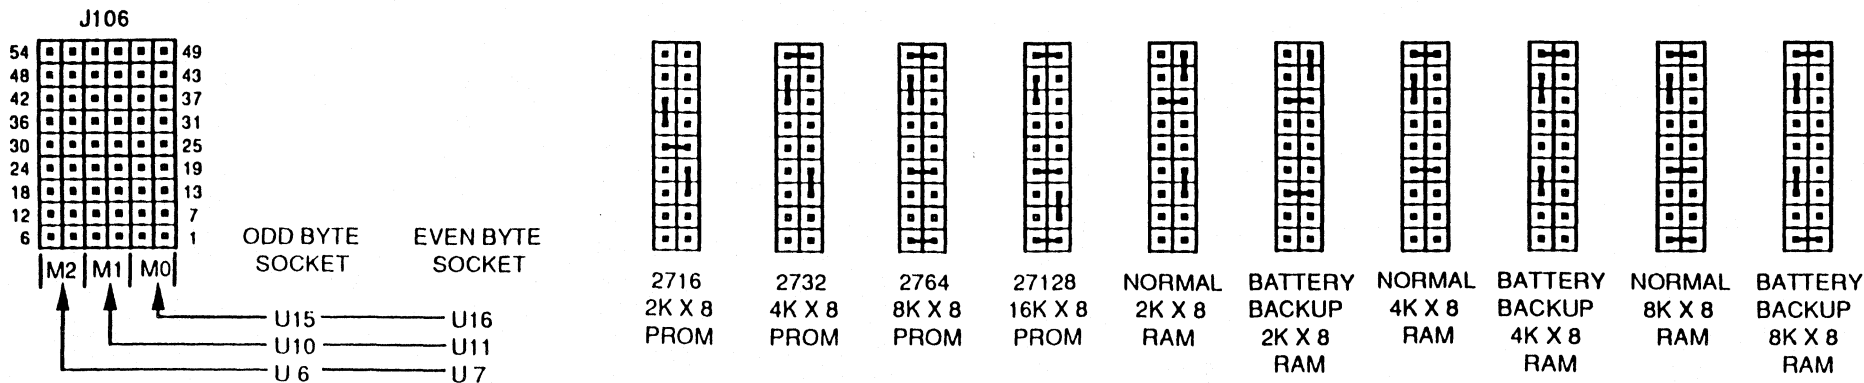 J106
54 49
48 43
42 37
36 31
30 25
24 19
18 13
12 7
6 1
M2 M1 M0
ODD BYTE
SOCKET
EVEN BYTE
SOCKET
U15 U16
U10 U11
U 6 U 7
2716
2K X 8
PROM
2732
4K X 8
PROM
2764
8K X 8
PROM
27128
16K X 8
PROM
NORMAL
2K X 8
RAM
BATTERY
BACKUP
2K X 8
RAM
NORMAL
4K X 8
RAM
BATTERY
BACKUP
4K X 8
RAM
NORMAL
8K X 8
RAM
BATTERY
BACKUP
8K X 8
RAM